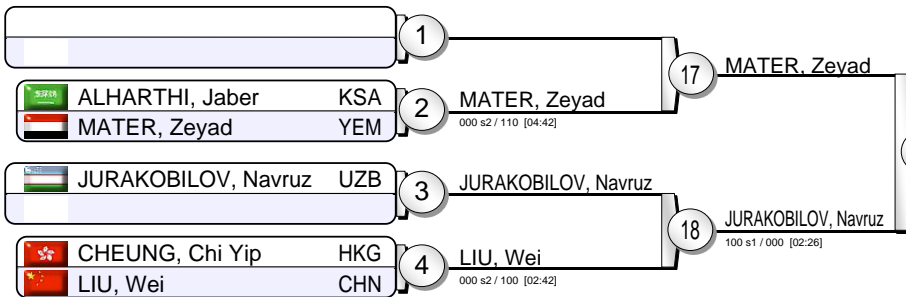 1
ALHARTHI, Jaber KSA
MATER, Zeyad YEM
2
MATER, Zeyad
000 s2 / 110 [04:42]
17
MATER, Zeyad
JURAKOBILOV, Navruz UZB
3
JURAKOBILOV, Navruz
CHEUNG, Chi Yip HKG
LIU, Wei CHN
4
LIU, Wei
000 s2 / 100 [02:42]
18
JURAKOBILOV, Navruz
100 s1 / 000 [02:26]